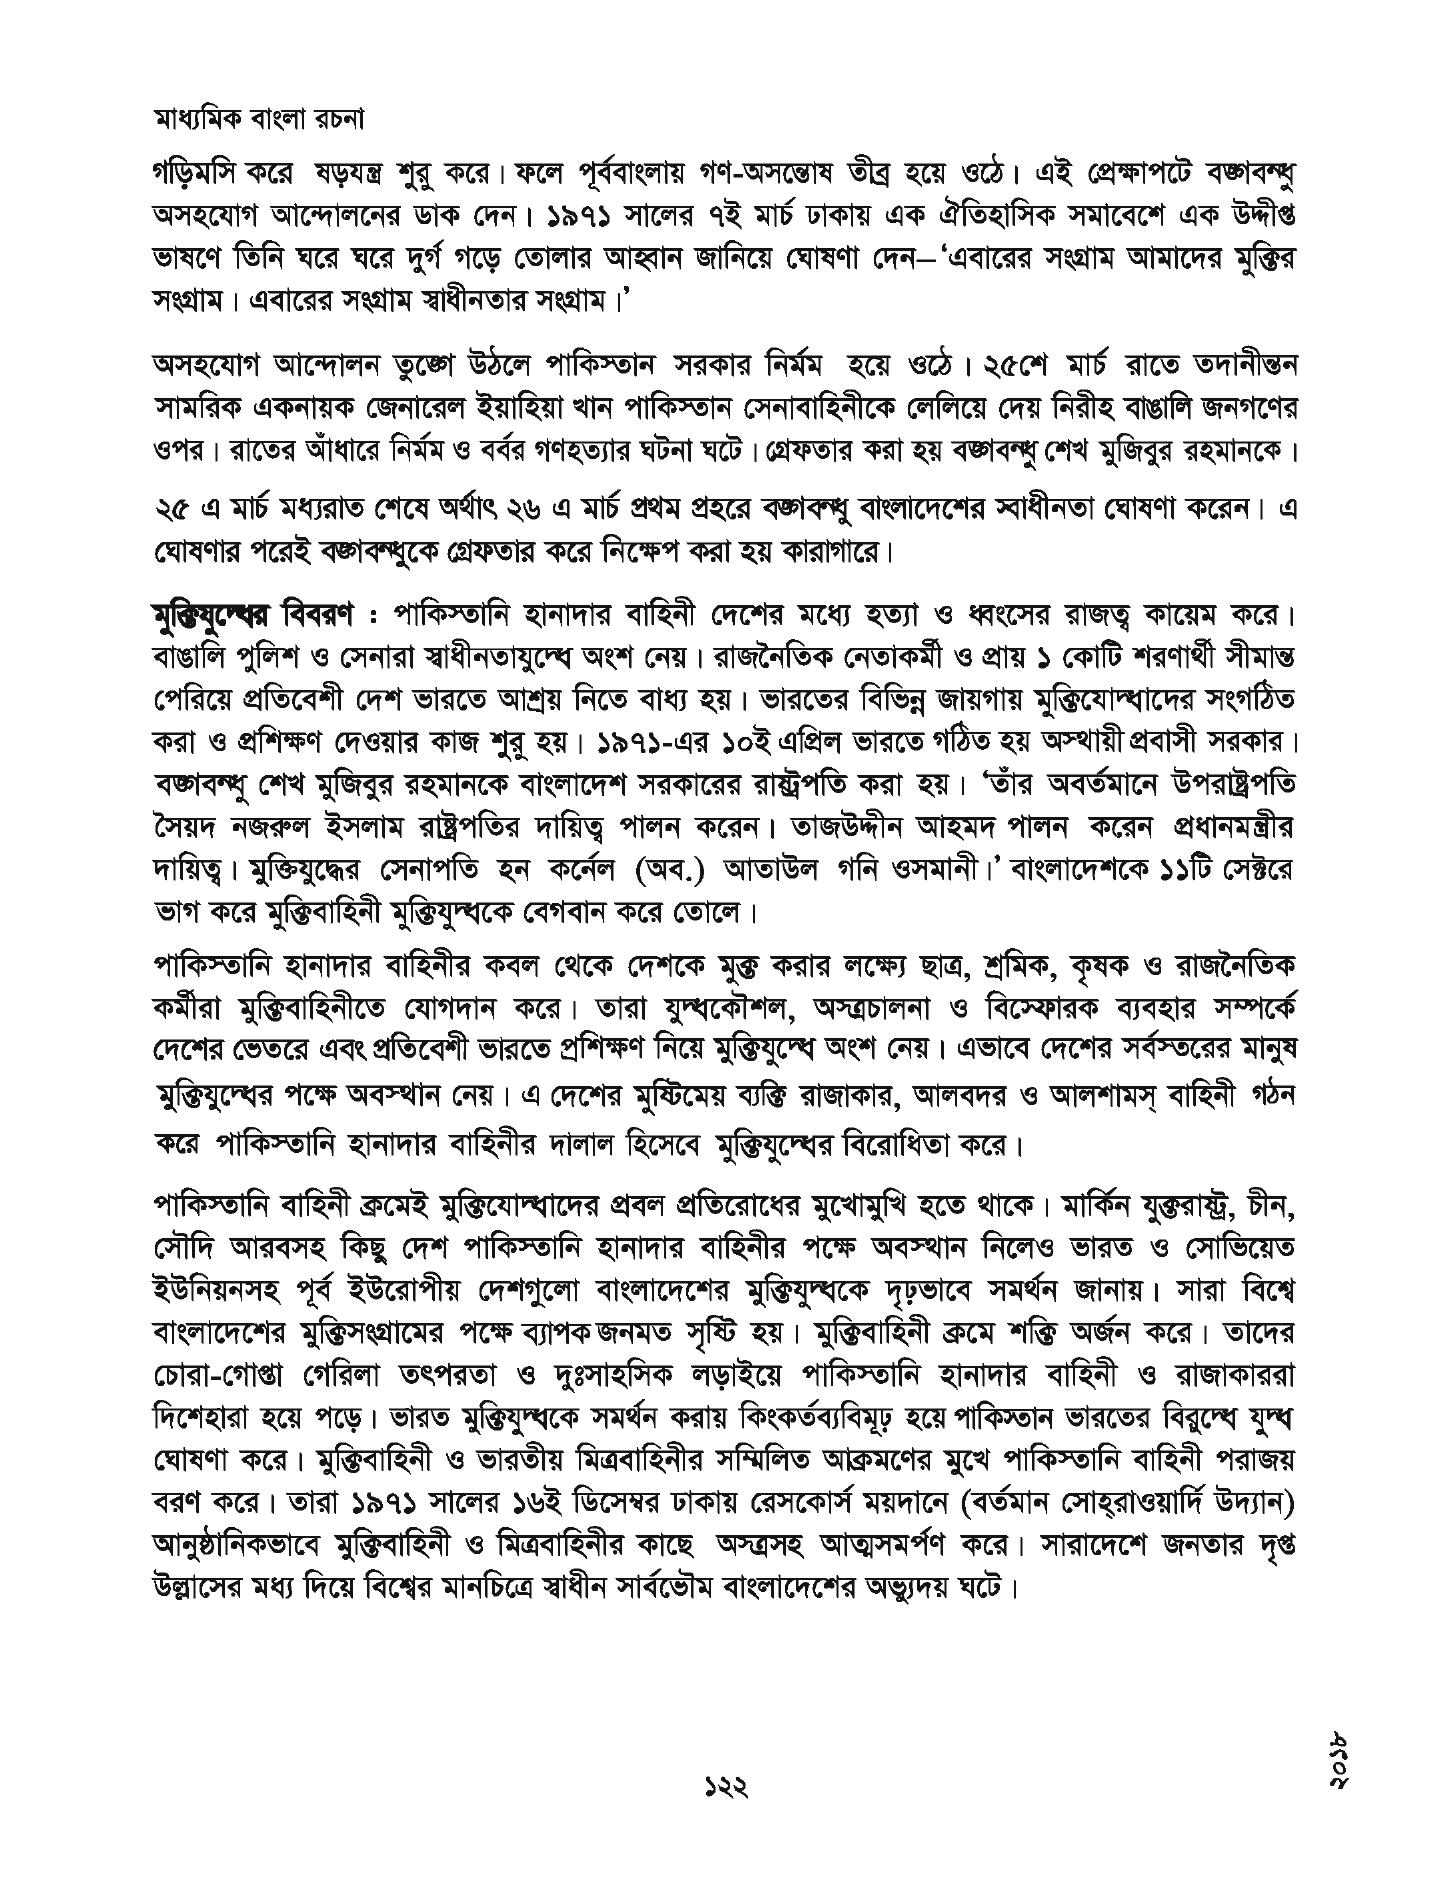 মাধ্যমিক বাংলা রচনা
গড়িমসি করে ষড়যন্ত্র শুরু করে। ফলে পূর্ববাংলায় গণ-অসন্তোষ তীব্র হয়ে ওঠে। এই প্রেক্ষাপটে বঙ্গবন্ধু
অসহযোগ আন্দোলনের ডাক দেন। ১৯৭১ সালের ৭ই মার্চ ঢাকায় এক ঐতিহাসিক সমাবেশে এক উদ্দীপ্ত
ভাষণে তিনি ঘরে ঘরে দুর্গ গড়ে তোলার আহ্বান জানিয়ে ঘোষণা দেন–‘এবারের সংগ্রাম আমাদের মুক্তির
সংগ্রাম। এবারের সংগ্রাম স্বাধীনতার সংগ্রাম।’
অসহযোগ আন্দোলন তুঙ্গে উঠলে পাকিস্তান সরকার নির্মম হয়ে ওঠে। ২৫শে মার্চ রাতে তদানীন্তন
সামরিক একনায়ক জেনারেল ইয়াহিয়া খান পাকিস্তান সেনাবাহিনীকে লেলিয়ে দেয় নিরীহ বাঙালি জনগণের
ওপর। রাতের আঁধারে নির্মম ও বর্বর গণহত্যার ঘটনা ঘটে। গ্রেফতার করা হয় বঙ্গবন্ধু শেখ মুজিবুর রহমানকে।
২৫ এ মার্চ মধ্যরাত শেষে অর্থাৎ ২৬ এ মার্চ প্রথম প্রহরে বঙ্গবন্ধু বাংলাদেশের স্বাধীনতা ঘোষণা করেন। এ
ঘোষণার পরেই বঙ্গবন্ধুকে গ্রেফতার করে নিক্ষেপ করা হয় কারাগারে।
মুক্তিযুদ্ধের বিবরণ : পাকিস্তানি হানাদার বাহিনী দেশের মধ্যে হত্যা ও ধ্বংসের রাজত্ব কায়েম করে।
বাঙালি পুলিশ ও সেনারা স্বাধীনতাযুদ্ধে অংশ নেয়। রাজনৈতিক নেতাকর্মী ও প্রায় ১ কোটি শরণার্থী সীমান্ত
পেরিয়ে প্রতিবেশী দেশ ভারতে আশ্রয় নিতে বাধ্য হয়। ভারতের বিভিন্ন জায়গায় মুক্তিযোদ্ধাদের সংগঠিত
করা ও প্রশিক্ষণ দেওয়ার কাজ শুরু হয়। ১৯৭১-এর ১০ই এপ্রিল ভারতে গঠিত হয় অস্থায়ী প্রবাসী সরকার।
বঙ্গবন্ধু শেখ মুজিবুর রহমানকে বাংলাদেশ সরকারের রাষ্ট্রপতি করা হয়। ‘তাঁর অবর্তমানে উপরাষ্ট্রপতি
সৈয়দ নজরুল ইসলাম রাষ্ট্রপতির দায়িত্ব পালন করেন। তাজউদ্দীন আহমদ পালন করেন প্রধানমন্ত্রীর
দায়িত্ব। মুক্তিযুদ্ধের সেনাপতি হন কর্নেল (অব.) আতাউল গনি ওসমানী।’ বাংলাদেশকে ১১টি সেক্টরে
ভাগ করে মুক্তিবাহিনী মুক্তিযুদ্ধকে বেগবান করে তোলে।
পাকিস্তানি হানাদার বাহিনীর কবল থেকে দেশকে মুক্ত করার লক্ষ্যে ছাত্র, শ্রমিক, কৃষক ও রাজনৈতিক
কর্মীরা মুক্তিবাহিনীতে যোগদান করে। তারা যুদ্ধকৌশল, অস্ত্রচালনা ও বিস্ফোরক ব্যবহার সম্পর্কে
দেশের ভেতরে এবং প্রতিবেশী ভারতে প্রশিক্ষণ নিয়ে মুক্তিযুদ্ধে অংশ নেয়। এভাবে দেশের সর্বস্তরের মানুষ
মুক্তিযুদ্ধের পক্ষে অবস্থান নেয়। এ দেশের মুষ্টিমেয় ব্যক্তি রাজাকার, আলবদর ও আলশামস্ বাহিনী গঠন
করে পাকিস্তানি হানাদার বাহিনীর দালাল হিসেবে মুক্তিযুদ্ধের বিরোধিতা করে।
পাকিস্তানি বাহিনী ক্রমেই মুক্তিযোদ্ধাদের প্রবল প্রতিরোধের মুখোমুখি হতে থাকে। মার্কিন যুক্তরাষ্ট্র, চীন,
সৌদি আরবসহ কিছু দেশ পাকিস্তানি হানাদার বাহিনীর পক্ষে অবস্থান নিলেও ভারত ও সোভিয়েত
ইউনিয়নসহ পূর্ব ইউরোপীয় দেশগুলো বাংলাদেশের মুক্তিযুদ্ধকে দৃঢ়ভাবে সমর্থন জানায়। সারা বিশ্বে
বাংলাদেশের মুক্তিসংগ্রামের পক্ষে ব্যাপক জনমত সৃষ্টি হয়। মুক্তিবাহিনী ক্রমে শক্তি অর্জন করে। তাদের
চোরা-গোপ্তা গেরিলা তৎপরতা ও দুঃসাহসিক লড়াইয়ে পাকিস্তানি হানাদার বাহিনী ও রাজাকাররা
দিশেহারা হয়ে পড়ে। ভারত মুক্তিযুদ্ধকে সমর্থন করায় কিংকর্তব্যবিমূঢ় হয়ে পাকিস্তান ভারতের বিরুদ্ধে যুদ্ধ
ঘোষণা করে। মুক্তিবাহিনী ও ভারতীয় মিত্রবাহিনীর সম্মিলিত আক্রমণের মুখে পাকিস্তানি বাহিনী পরাজয়
বরণ করে। তারা ১৯৭১ সালের ১৬ই ডিসেম্বর ঢাকায় রেসকোর্স ময়দানে (বর্তমান সোহ্‌রাওয়ার্দি উদ্যান)
আনুষ্ঠানিকভাবে মুক্তিবাহিনী ও মিত্রবাহিনীর কাছে অস্ত্রসহ আত্মসমর্পণ করে। সারাদেশে জনতার দৃপ্ত
উল্লাসের মধ্য দিয়ে বিশ্বের মানচিত্রে স্বাধীন সার্বভৌম বাংলাদেশের অভ্যুদয় ঘটে।
১২২
২০১৮